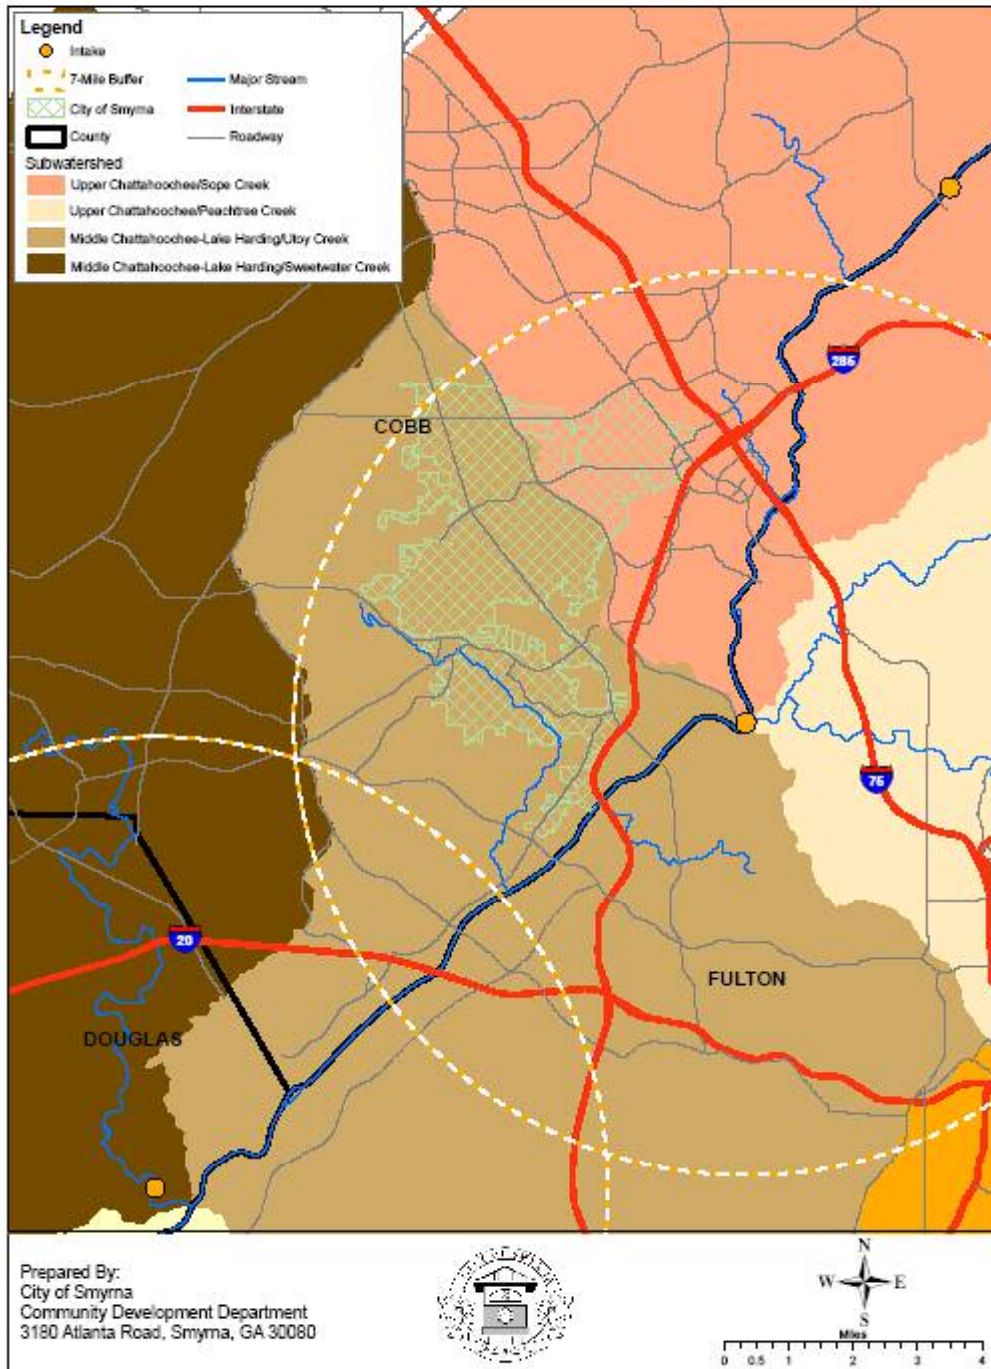 Legend
Intake
7-Mile Buffer
Major Stream
City of Smyrna
Interstate
County
Roadway
Subwatershed
Upper Chattahoochee/Sope Creek
Upper Chattahoochee/Peachtree Creek
Middle Chattahoochee-Lake Harding/Utoy Creek
Middle Chattahoochee-Lake Harding/Sweetwater Creek
285
COBB
75
20
FULTON
DOUGLAS
Prepared By:
City of Smyrna
Community Development Department
3180 Atlanta Road, Smyrna, GA 30080
N
W E
S
Miles
0 0.5 1 2 3 4